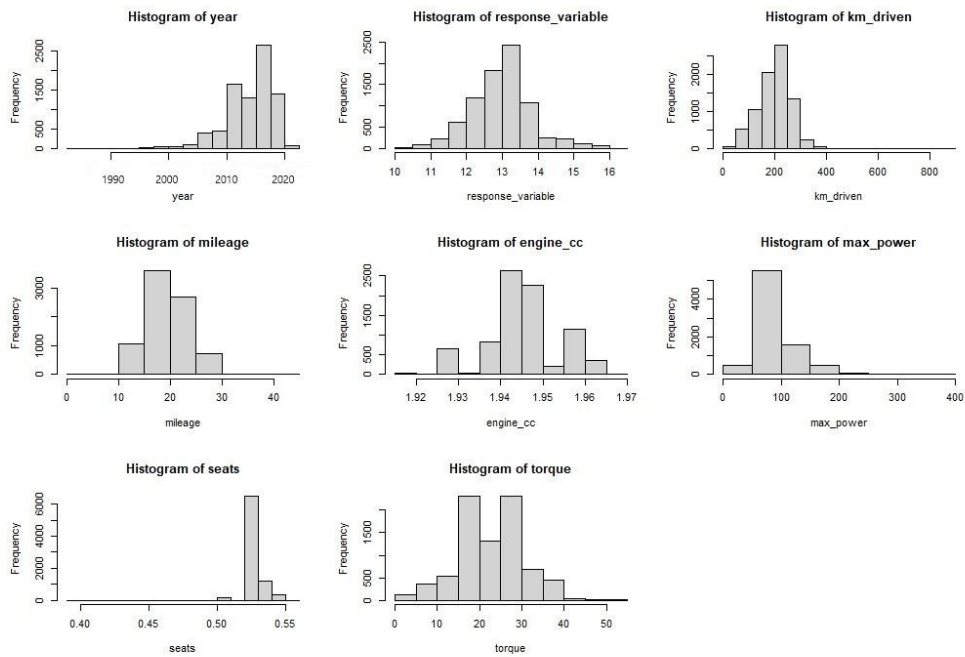 Histogram of year
Frequency
0 500 1500 2500
1990 2000 2010 2020
year
Histogram of response_variable
Frequency
0 500 1500 2500
10 11 12 13 14 15 16
response_variable
Histogram of km_driven
Frequency
0 1000 2000
0 200 400 600 800
km_driven
Histogram of mileage
Frequency
0 1000 3000
0 10 20 30 40
mileage
Histogram of engine_cc
Frequency
0 500 1500 2500
1.92 1.93 1.94 1.95 1.96 1.97
engine_cc
Histogram of max_power
Frequency
0 2000 4000
0 100 200 300 400
max_power
Histogram of seats
Frequency
0 2000 4000 6000
0.40 0.45 0.50 0.55
seats
Histogram of torque
Frequency
0 500 1500
0 10 20 30 40 50
torque